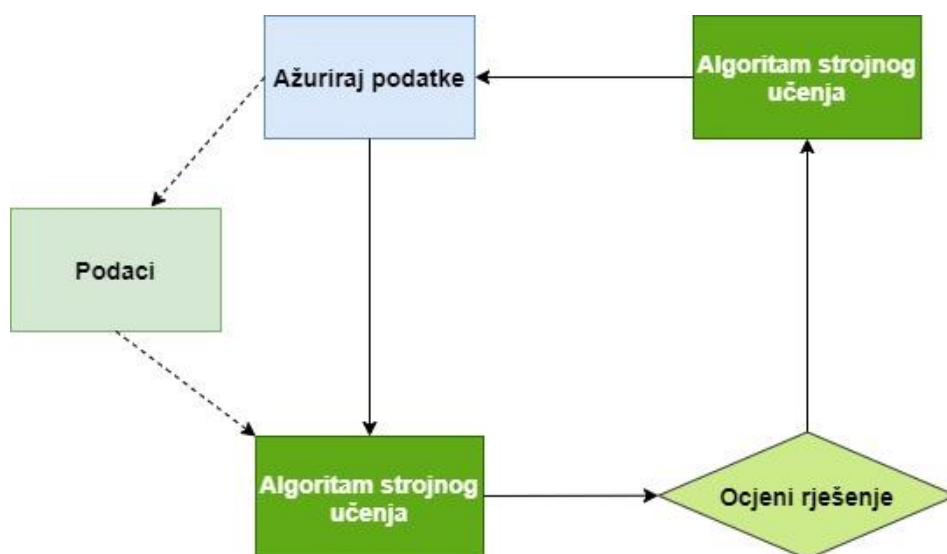 Ažuriraj podatke
Algoritam strojnog
učenja
Podaci
Algoritam strojnog
učenja
Ocjeni rješenje